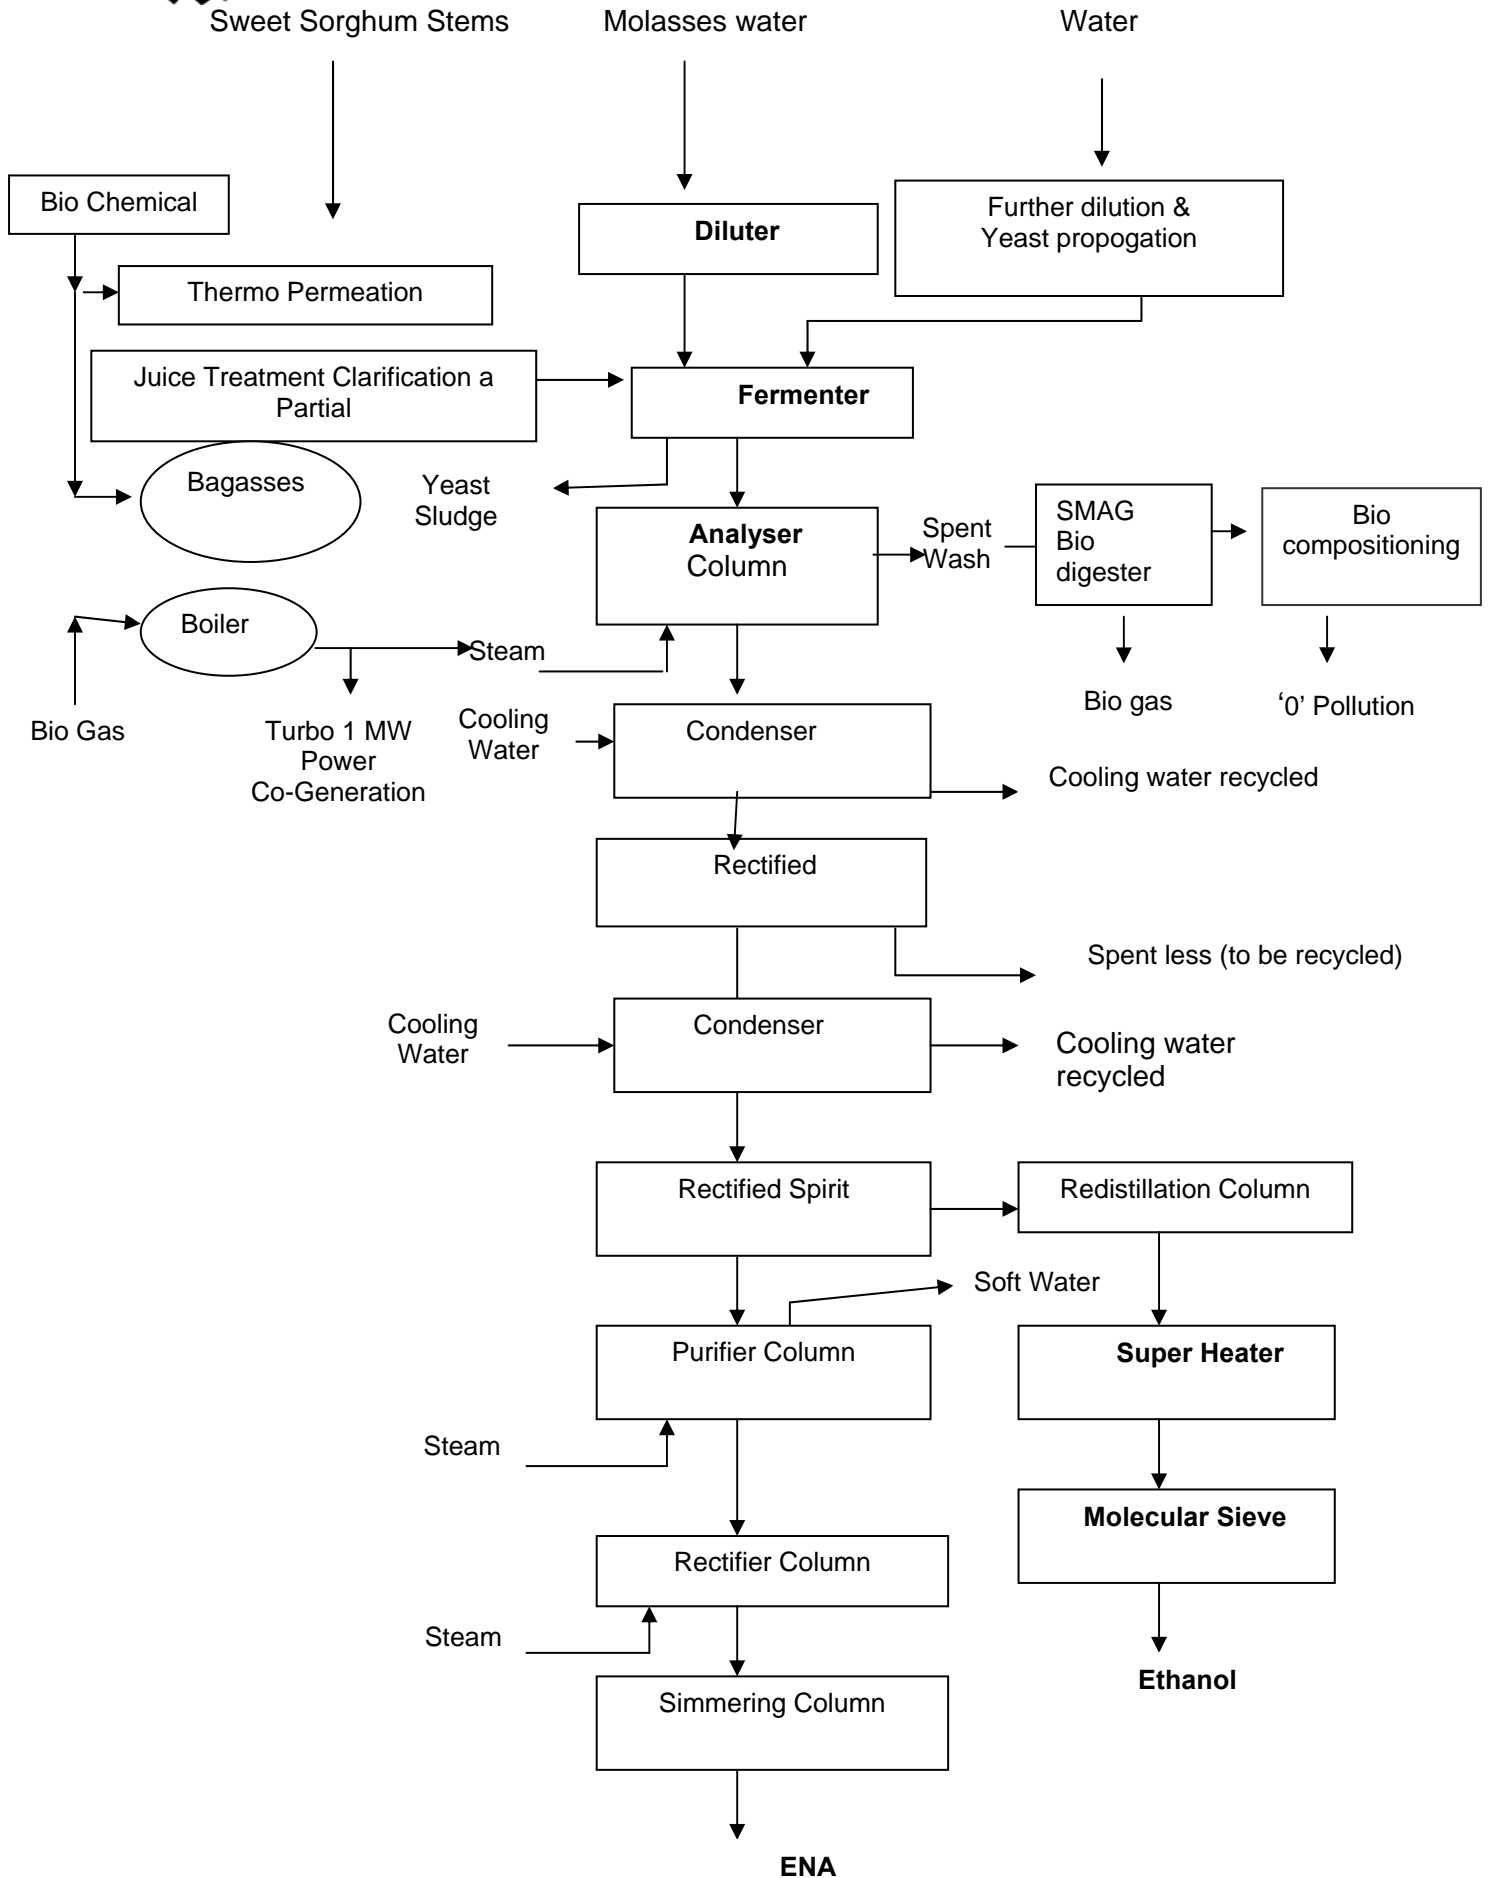 Sweet Sorghum Stems
Molasses water
Water
Bio Chemical
Diluter
Further dilution &
Yeast propogation
Thermo Permeation
Juice Treatment Clarification a
Partial
Fermenter
Bagasses
Yeast
Sludge
Analyser
Column
Spent
Wash
SMAG
Bio
digester
Bio
compositioning
Boiler
Steam
Bio Gas
Turbo 1 MW
Power
Co-Generation
Cooling
Water
Condenser
Bio gas
‘0’ Pollution
Cooling water recycled
Rectified
Spent less (to be recycled)
Cooling
Water
Condenser
Cooling water
recycled
Rectified Spirit
Redistillation Column
Soft Water
Purifier Column
Super Heater
Steam
Molecular Sieve
Rectifier Column
Steam
Ethanol
Simmering Column
ENA